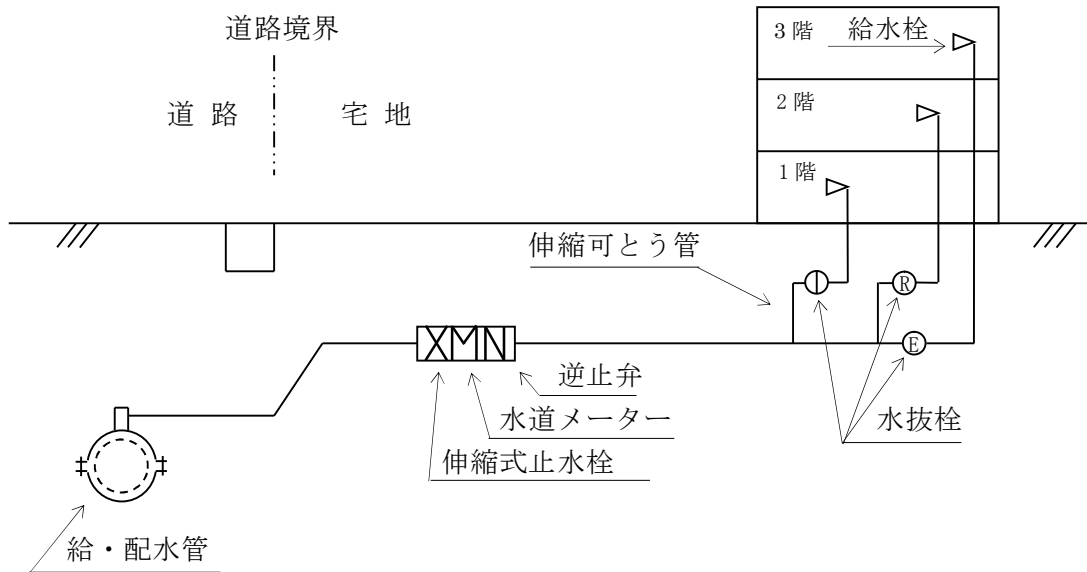 道路境界
道 路
宅 地
3 階
給水栓
2 階
1 階
伸縮可とう管
R
E
X M N
逆止弁
水道メーター
伸縮式止水栓
水抜栓
給・配水管